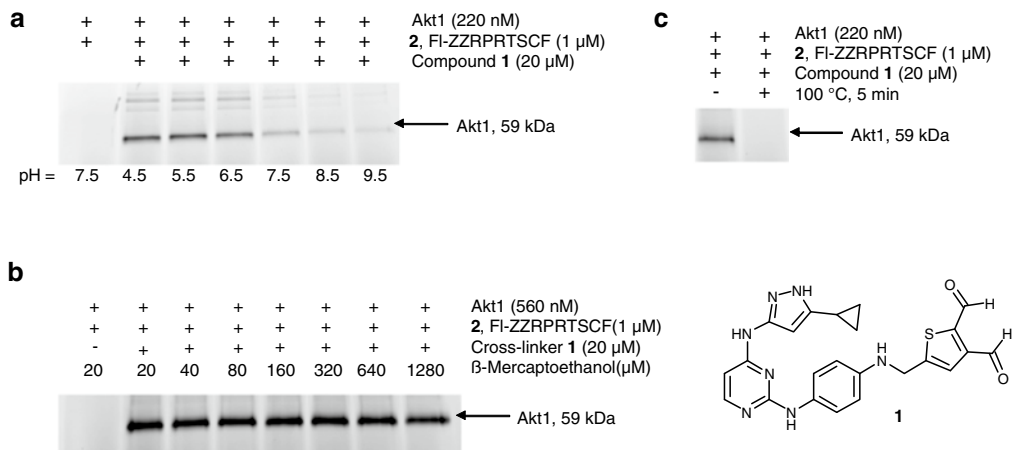 a
+ + + + + + + Akt1 (220 nM)
+ + + + + + + 2, Fl-ZZRPRTSCF (1 µM)
+ + + + + + Compound 1 (20 µM)
Akt1, 59 kDa
pH = 7.5 4.5 5.5 6.5 7.5 8.5 9.5
c
+ + Akt1 (220 nM)
+ + 2, Fl-ZZRPRTSCF (1 µM)
+ + Compound 1 (20 µM)
- + 100 °C, 5 min
Akt1, 59 kDa
b
+ + + + + + + + Akt1 (560 nM)
+ + + + + + + + 2, Fl-ZZRPRTSCF(1 µM)
- + + + + + + + Cross-linker 1 (20 µM)
20 20 40 80 160 320 640 1280 ß-Mercaptoethanol(µM)
Akt1, 59 kDa
N NH
HN
N
N
N
H
H
N
S
O
H
H
O
1